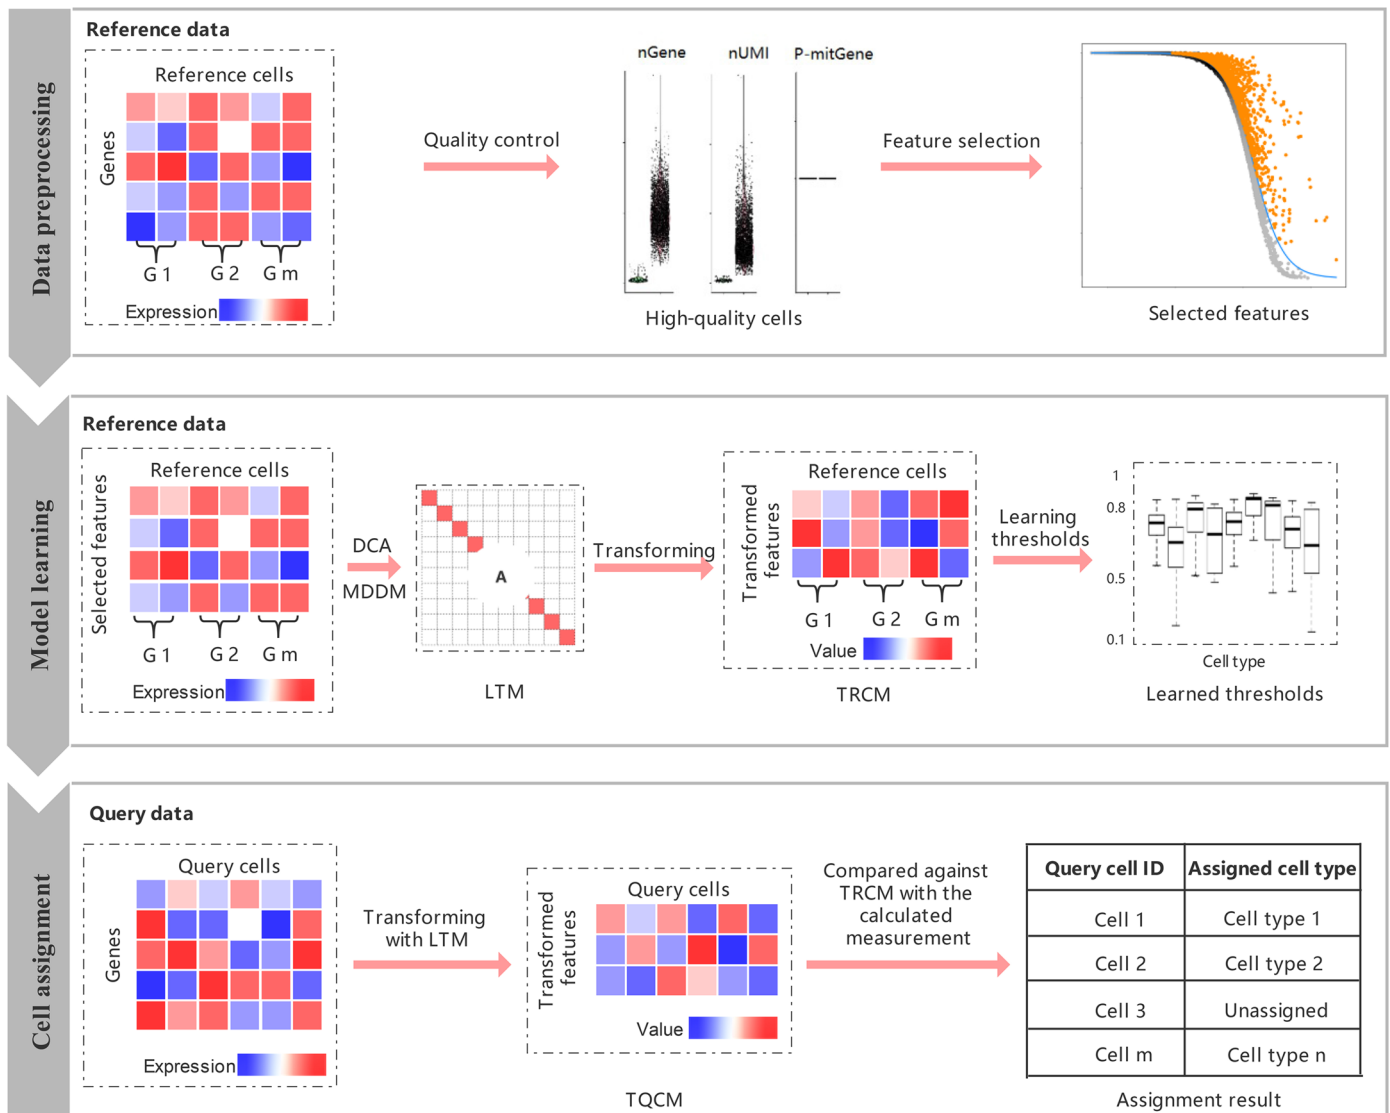 Data preprocessing
Reference data
Reference cells
Genes
G 1
G 2
G m
Expression
Quality control
nGene
nUMI
P-mitGene
High-quality cells
Feature selection
Selected features
Model learning
Reference data
Reference cells
Selected features
G 1
G 2
G m
Expression
DCA
MDDM
A
LTM
Transforming
Reference cells
Transformed
features
G 1
G 2
G m
Value
TRCM
Learning
thresholds
1
0.8
0.5
0.1
Cell type
Learned thresholds
Cell assignment
Query data
Query cells
Genes
Expression
Transforming
with LTM
Query cells
Transformed
features
Value
TQCM
Compared against
TRCM with the
calculated
measurement
Query cell ID Assigned cell type
Cell 1 Cell type 1
Cell 2 Cell type 2
Cell 3 Unassigned
Cell m Cell type n
Assignment result